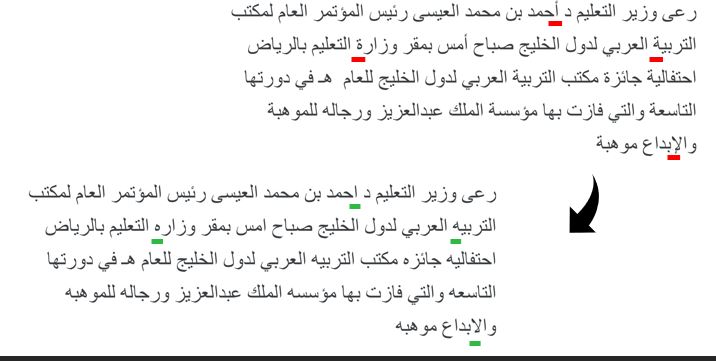 رعى وزير التعليم د أحمد بن محمد العيسى رئيس المؤتمر العام لمكتب
التربية العربي لدول الخليج صباح أمس بمقر وزارة التعليم بالرياض
احتفالية جائزة مكتب التربية العربي لدول الخليج للعام هـ في دورتها
التاسعة والتي فازت بها مؤسسة الملك عبدالعزيز ورجاله للموهبة
والإبداع موهبة
رعى وزير التعليم د احمد بن محمد العيسى رئيس المؤتمر العام لمكتب
التربيه العربي لدول الخليج صباح امس بمقر وزاره التعليم بالرياض
احتفاليه جائزه مكتب التربيه العربي لدول الخليج للعام هـ في دورتها
التاسعه والتي فازت بها مؤسسه الملك عبدالعزيز ورجاله للموهبه
والابداع موهبه